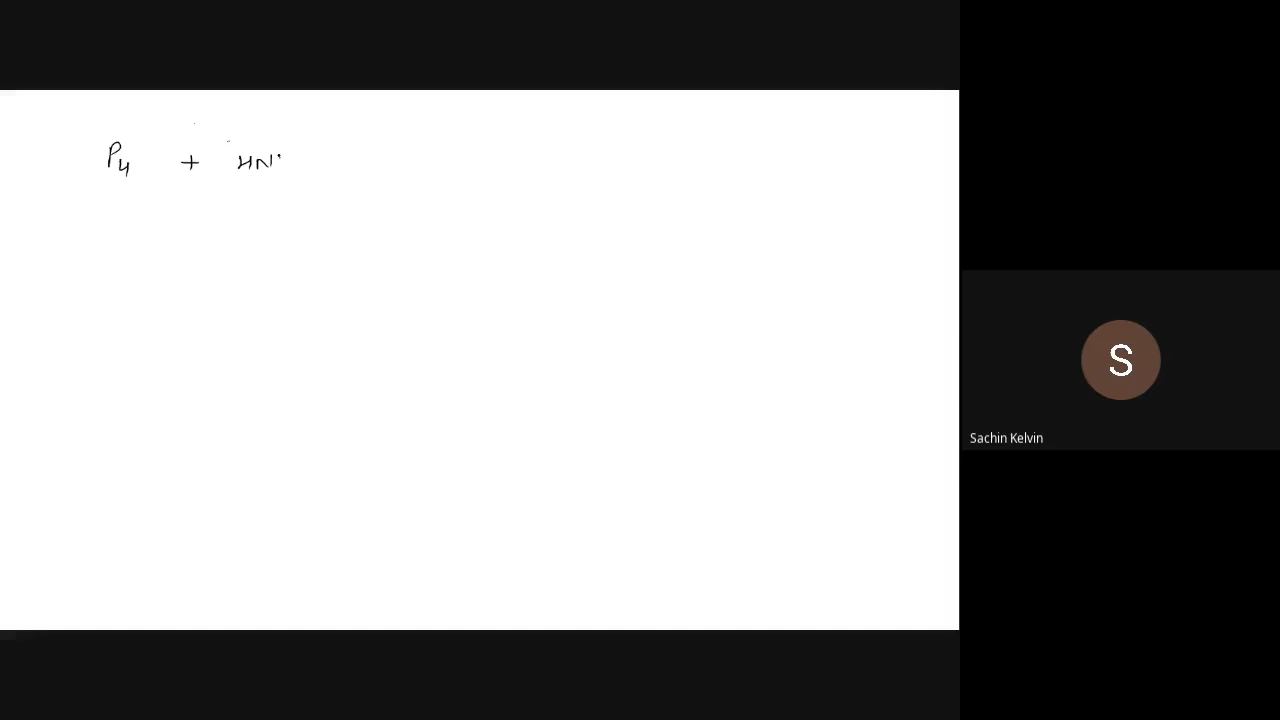 P₄ + HN
S
Sachin Kelvin